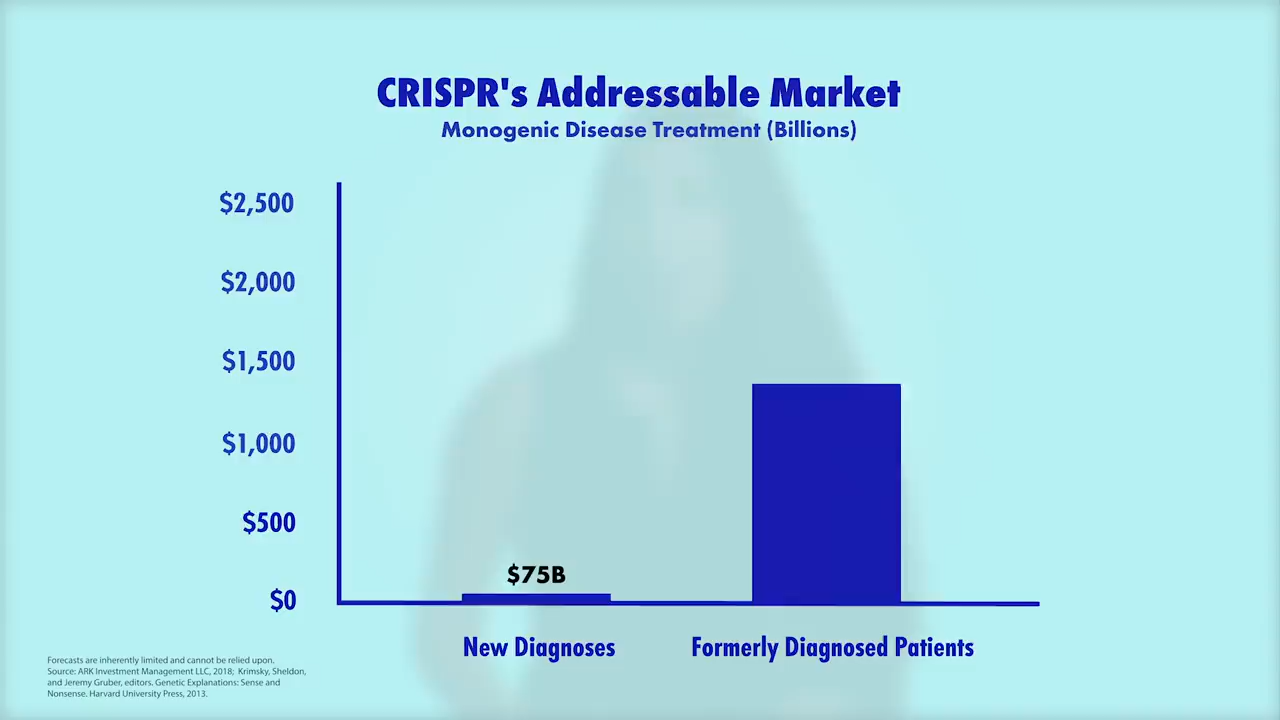 CRISPR's Addressable Market
Monogenic Disease Treatment (Billions)
$2,500
$2,000
$1,500
$1,000
$500
$0
$75B
New Diagnoses
Formerly Diagnosed Patients
Forecasts are inherently limited and cannot be relied upon.
Source: ARK Investment Management LLC, 2018; Krimsky, Sheldon,
and Jeremy Gruber, editors. Genetic Explanations: Sense and
Nonsense. Harvard University Press, 2013.